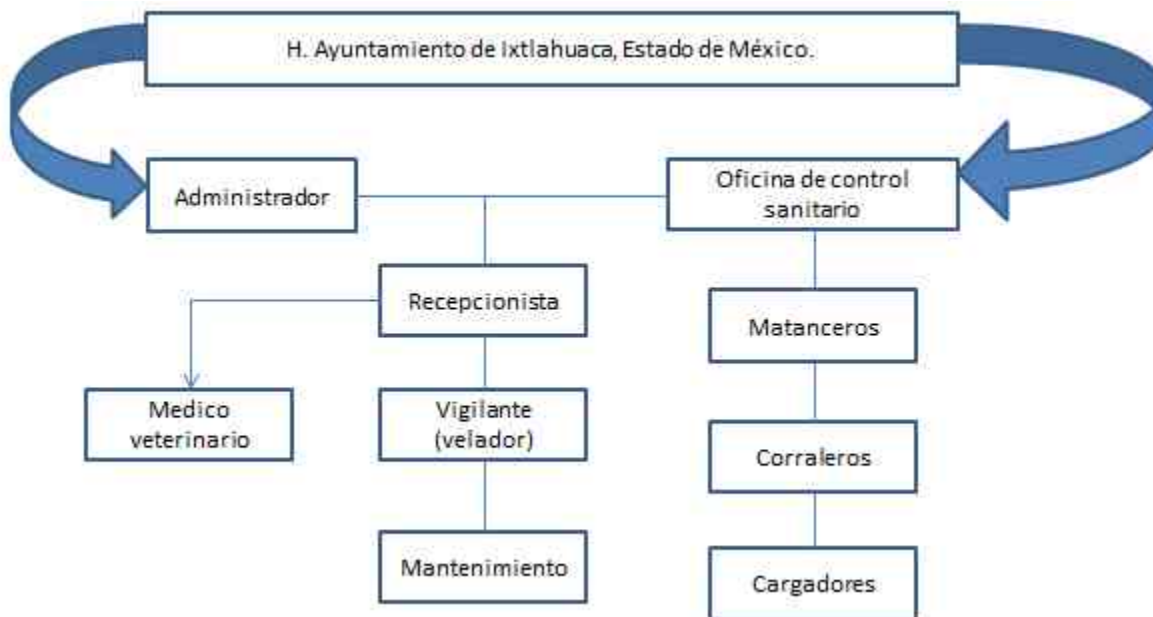 H. Ayuntamiento de Ixtlahuaca, Estado de México.
Administrador
Oficina de control
sanitario
Recepcionista
Matanceros
Medico
veterinario
Vigilante
(velador)
Corraleros
Mantenimiento
Cargadores